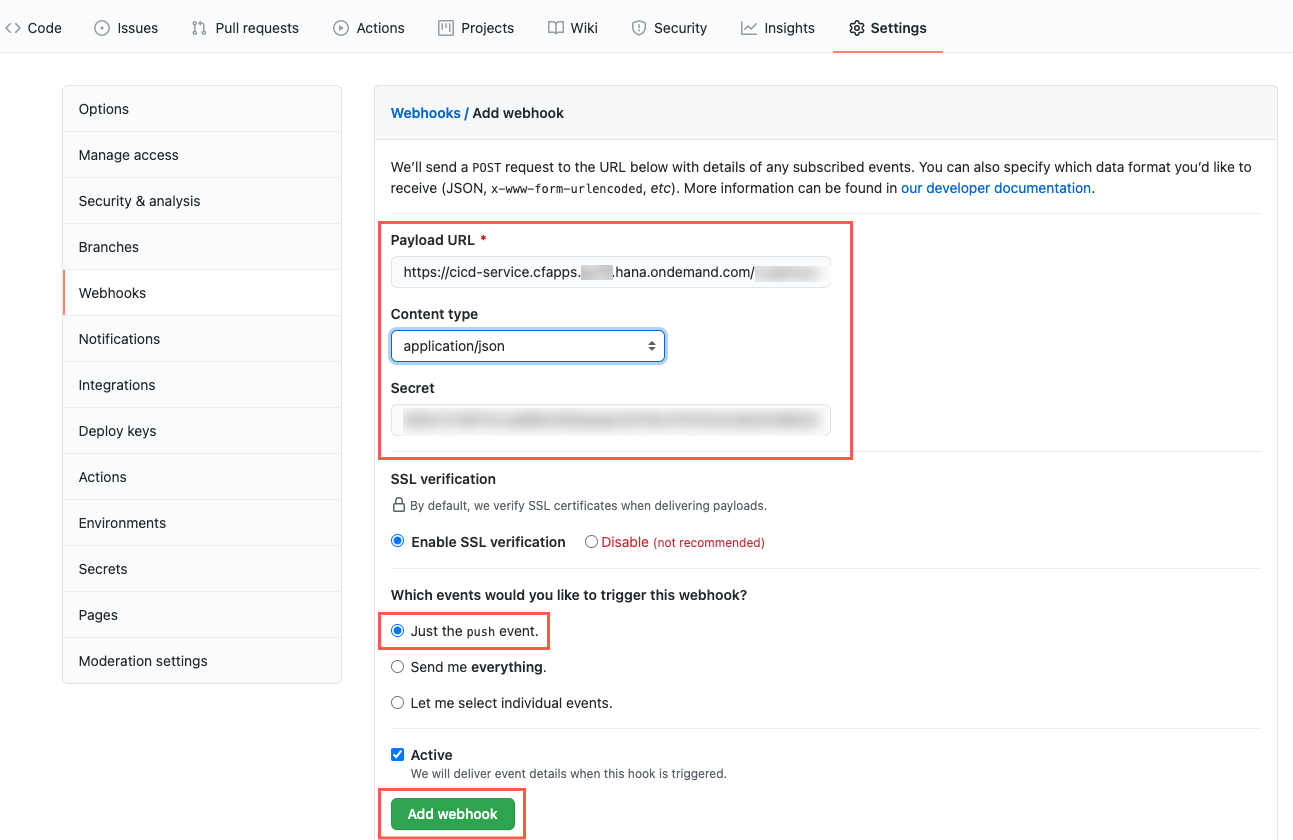 Code Issues Pull requests Actions Projects Wiki Security Insights Settings
Options
Manage access
Security & analysis
Branches
Webhooks
Notifications
Integrations
Deploy keys
Actions
Environments
Secrets
Pages
Moderation settings
Webhooks / Add webhook
We’ll send a POST request to the URL below with details of any subscribed events. You can also specify which data format you’d like to
receive (JSON, x-www-form-urlencoded, etc). More information can be found in our developer documentation.
Payload URL *
https://cicd-service.cfapps. .hana.ondemand.com/
Content type
application/json
Secret
SSL verification
By default, we verify SSL certificates when delivering payloads.
Enable SSL verification Disable (not recommended)
Which events would you like to trigger this webhook?
Just the push event.
Send me everything.
Let me select individual events.
Active
We will deliver event details when this hook is triggered.
Add webhook